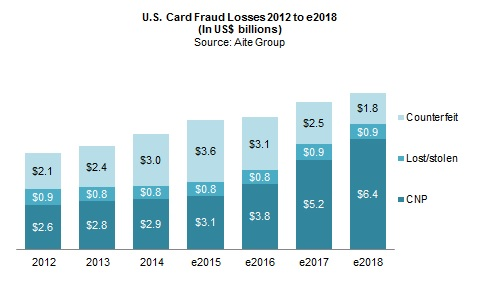 U.S. Card Fraud Losses 2012 to e2018
(In US$ billions)
Source: Aite Group
$2.1 $2.4 $3.0 $3.6 $3.1 $2.5 $1.8
Counterfeit
$0.9 $0.8 $0.8 $0.8 $0.8 $0.9 $0.9
Lost/stolen
$2.6 $2.8 $2.9 $3.1 $3.8 $5.2 $6.4
CNP
2012 2013 2014 e2015 e2016 e2017 e2018